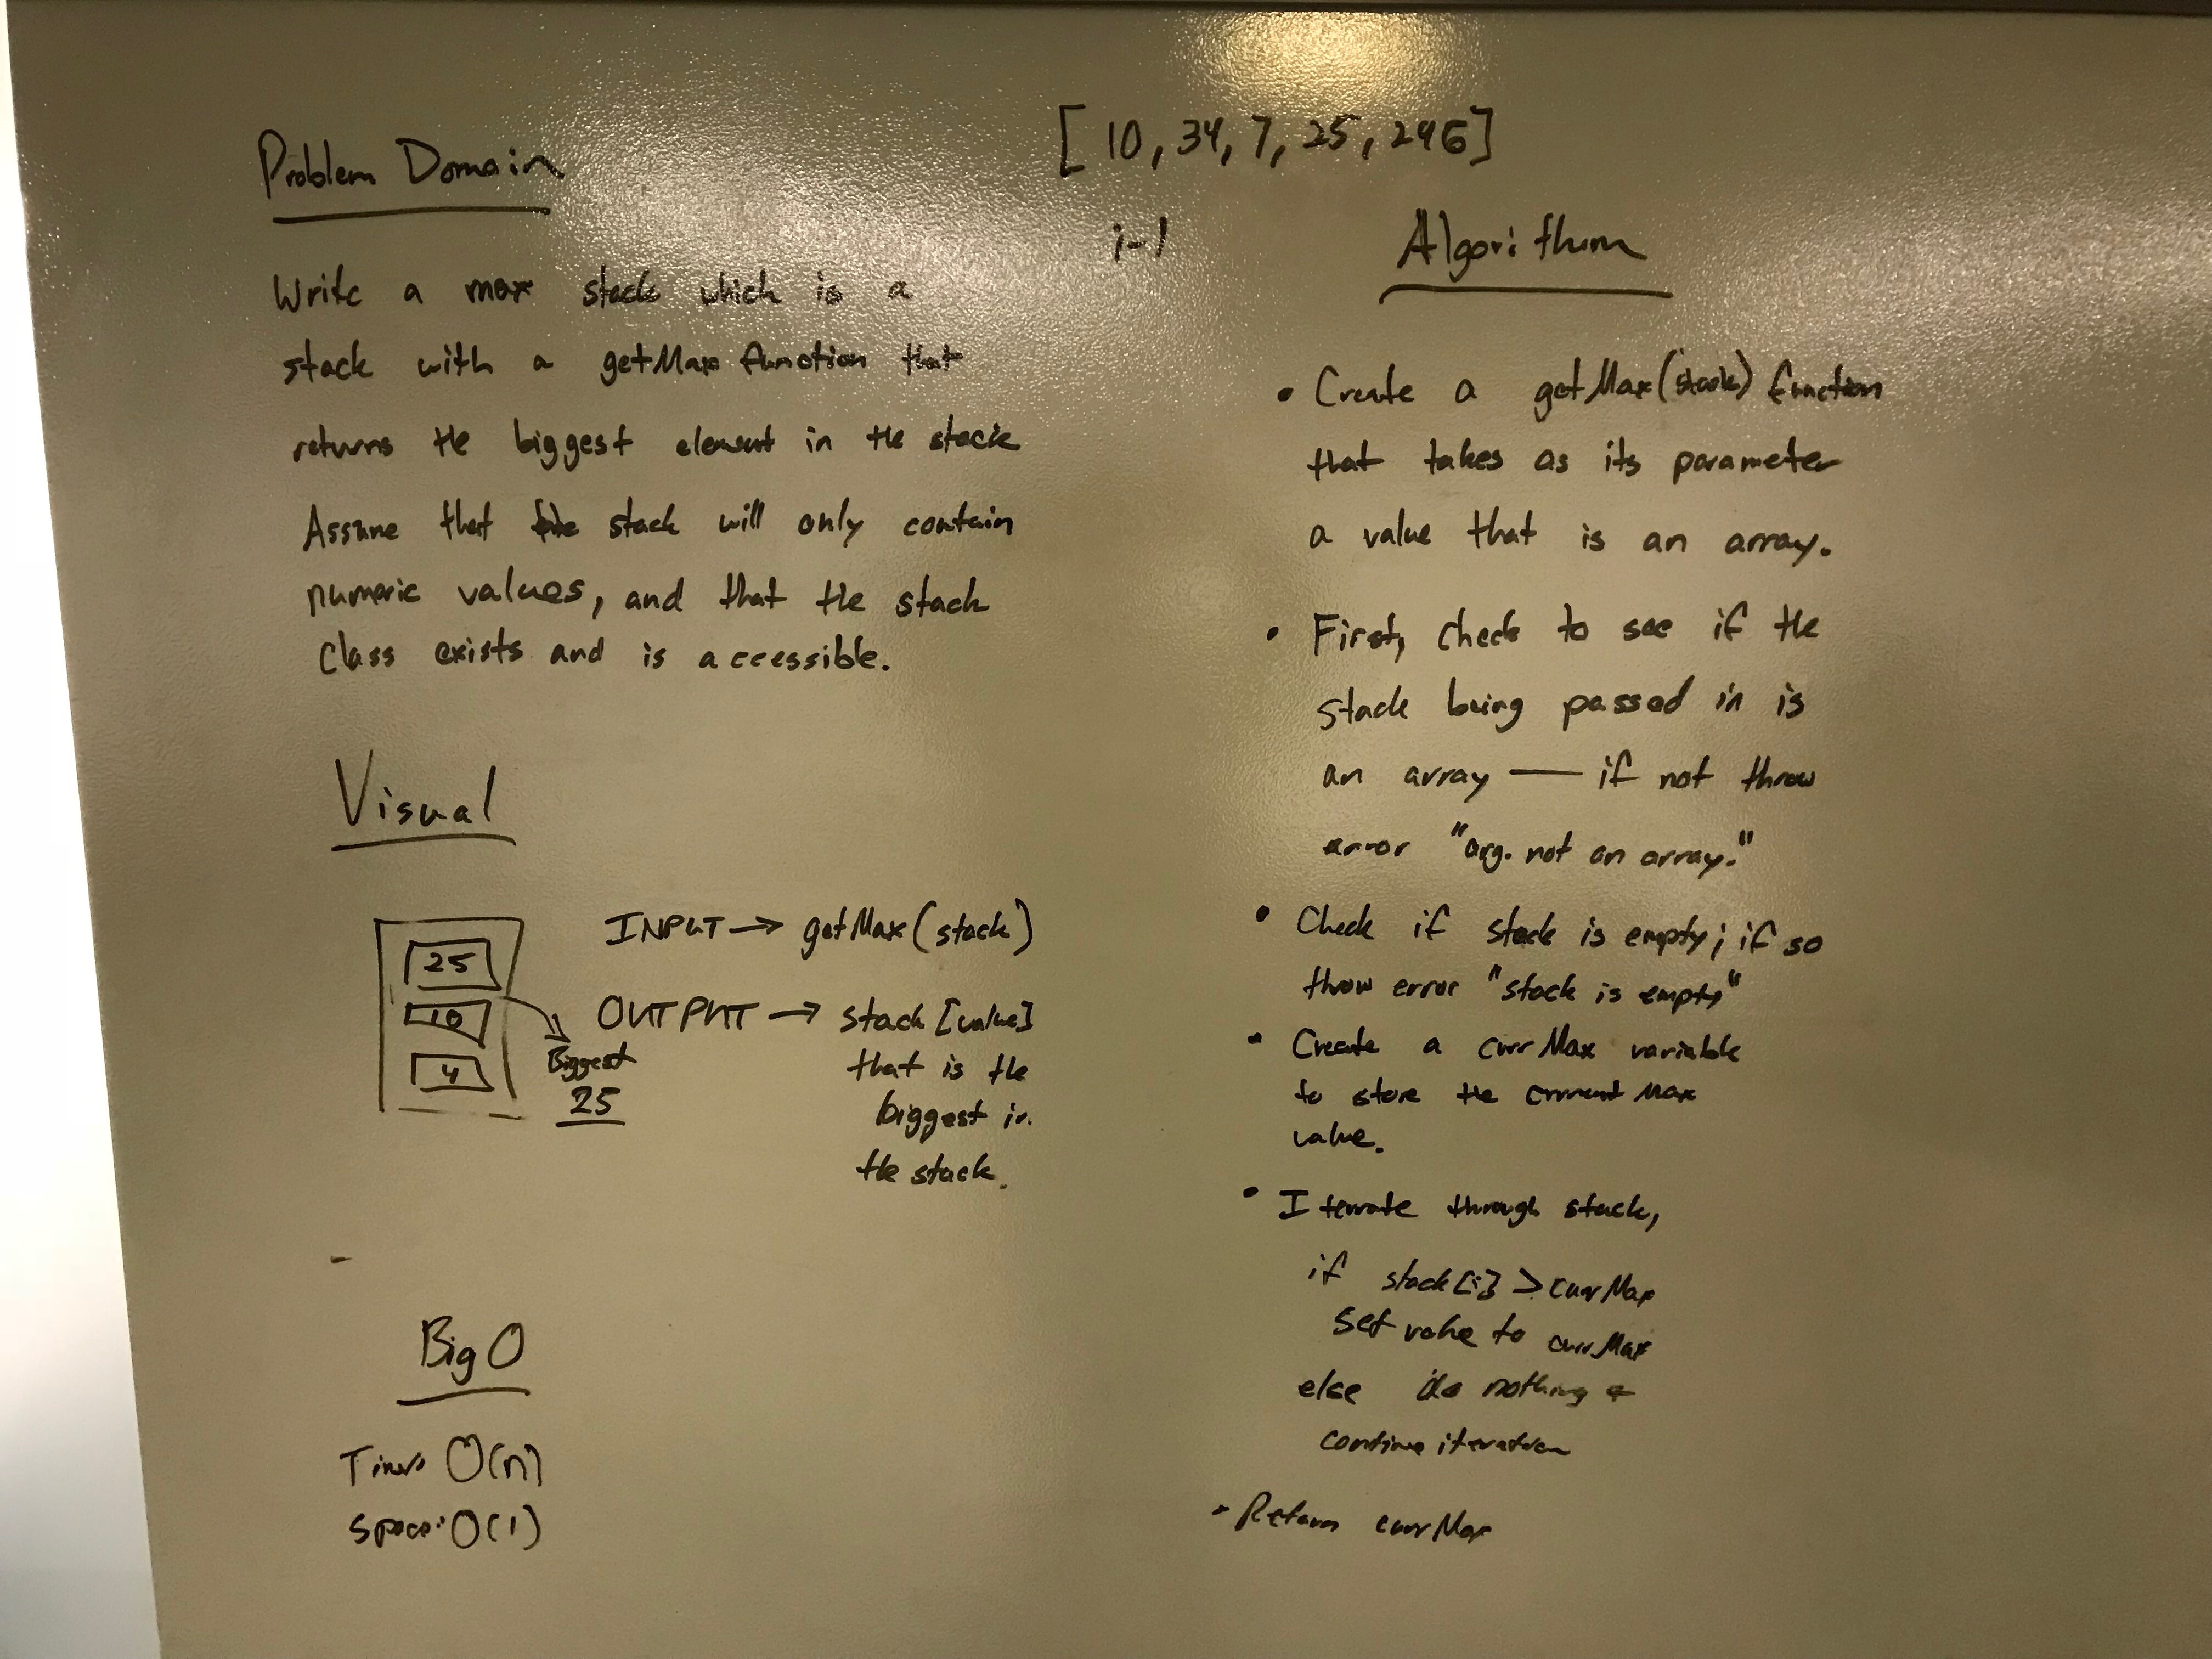 Problem Domain
Write a max stack which is a
stack with a getMax function that
returns the biggest element in the stack
Assume that the stack will only contain
numeric values, and that the stack
Class exists and is accessible.
Visual
25
10
4
Biggest
25
INPUT → getMax(stack)
OUTPUT → stack [value]
that is the
biggest in
the stack.
Big O
Time: O(n)
Space: O(1)
[ 10, 34, 7, 25, 246]
i-1
Algorithum
• Create a getMax(stack) function
that takes as its parameter
a value that is an array.
• First, check to see if the
stack being passed in is
an array — if not throw
error "arg. not an array."
• Check if stack is empty; if so
throw error "stack is empty"
• Create a currMax variable
to store the current Max
value.
• Iterate through stack,
if stack[i] > currMax
set value to currMax
else do nothing &
continue iteration
• Return currMax